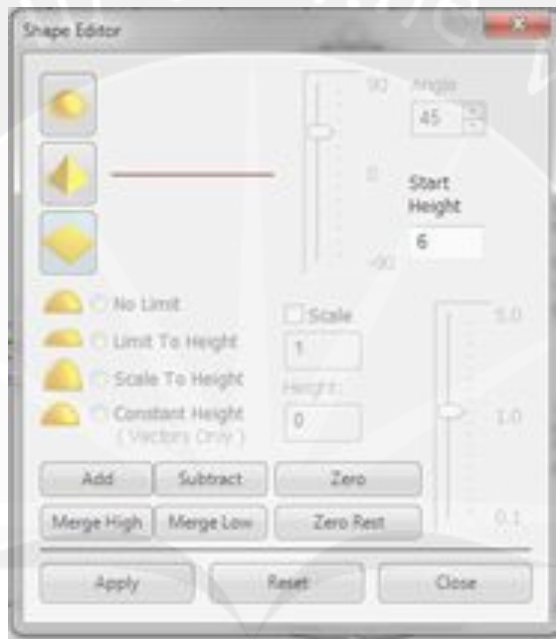 Shape Editor
90
Angle
45
0
Start
Height
6
-90
No Limit
Limit To Height
Scale To Height
Constant Height
( Vectors Only )
Scale
1
Height:
0
5.0
1.0
0.1
Add Subtract Zero
Merge High Merge Low Zero Rest
Apply Reset Close